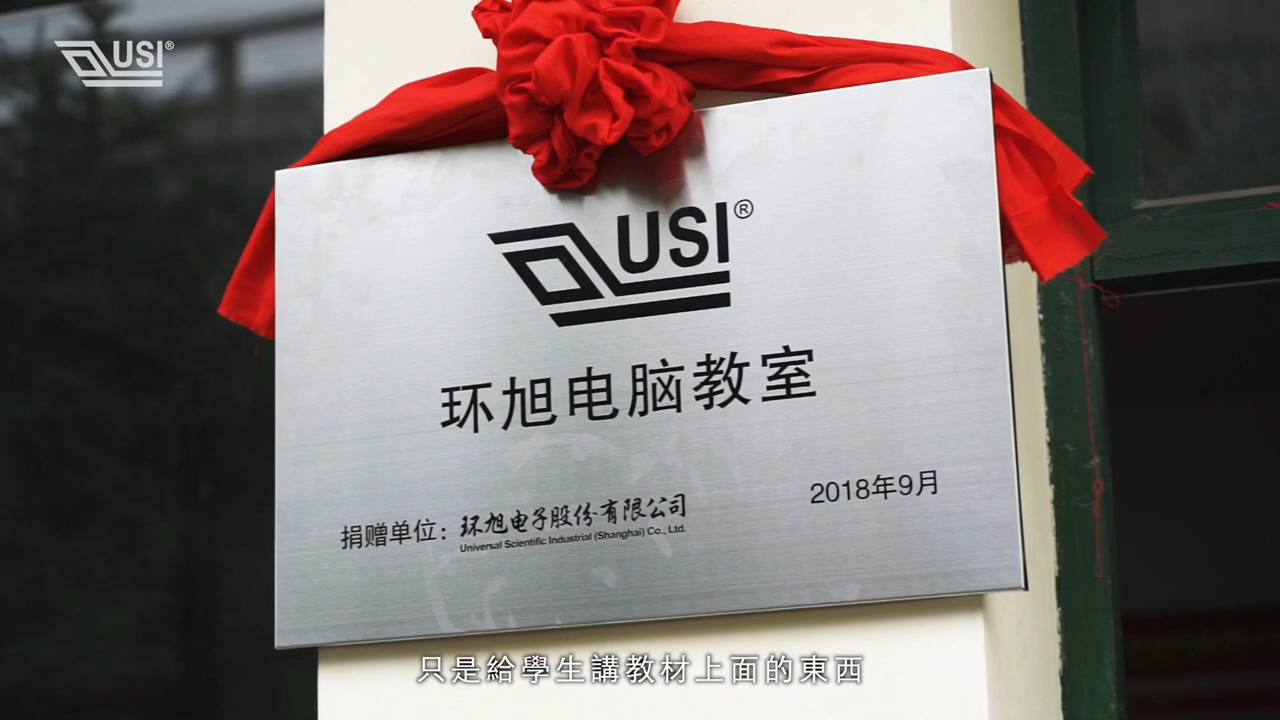 USI®
USI®
环旭电脑教室
2018年9月
捐赠单位：环旭电子股份有限公司
Universal Scientific Industrial (Shanghai) Co., Ltd.
只是給學生講教材上面的東西